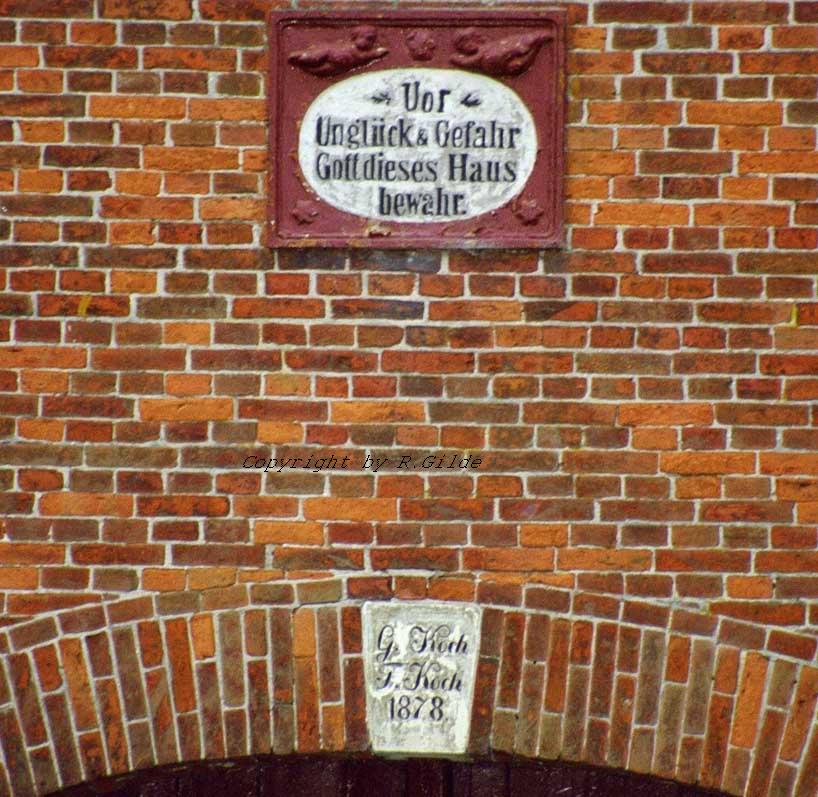 Vor
Unglück & Gefahr
Gott dieses Haus
bewahr.
Copyright by R.Gilde
G. Koch
F. Koch
1878